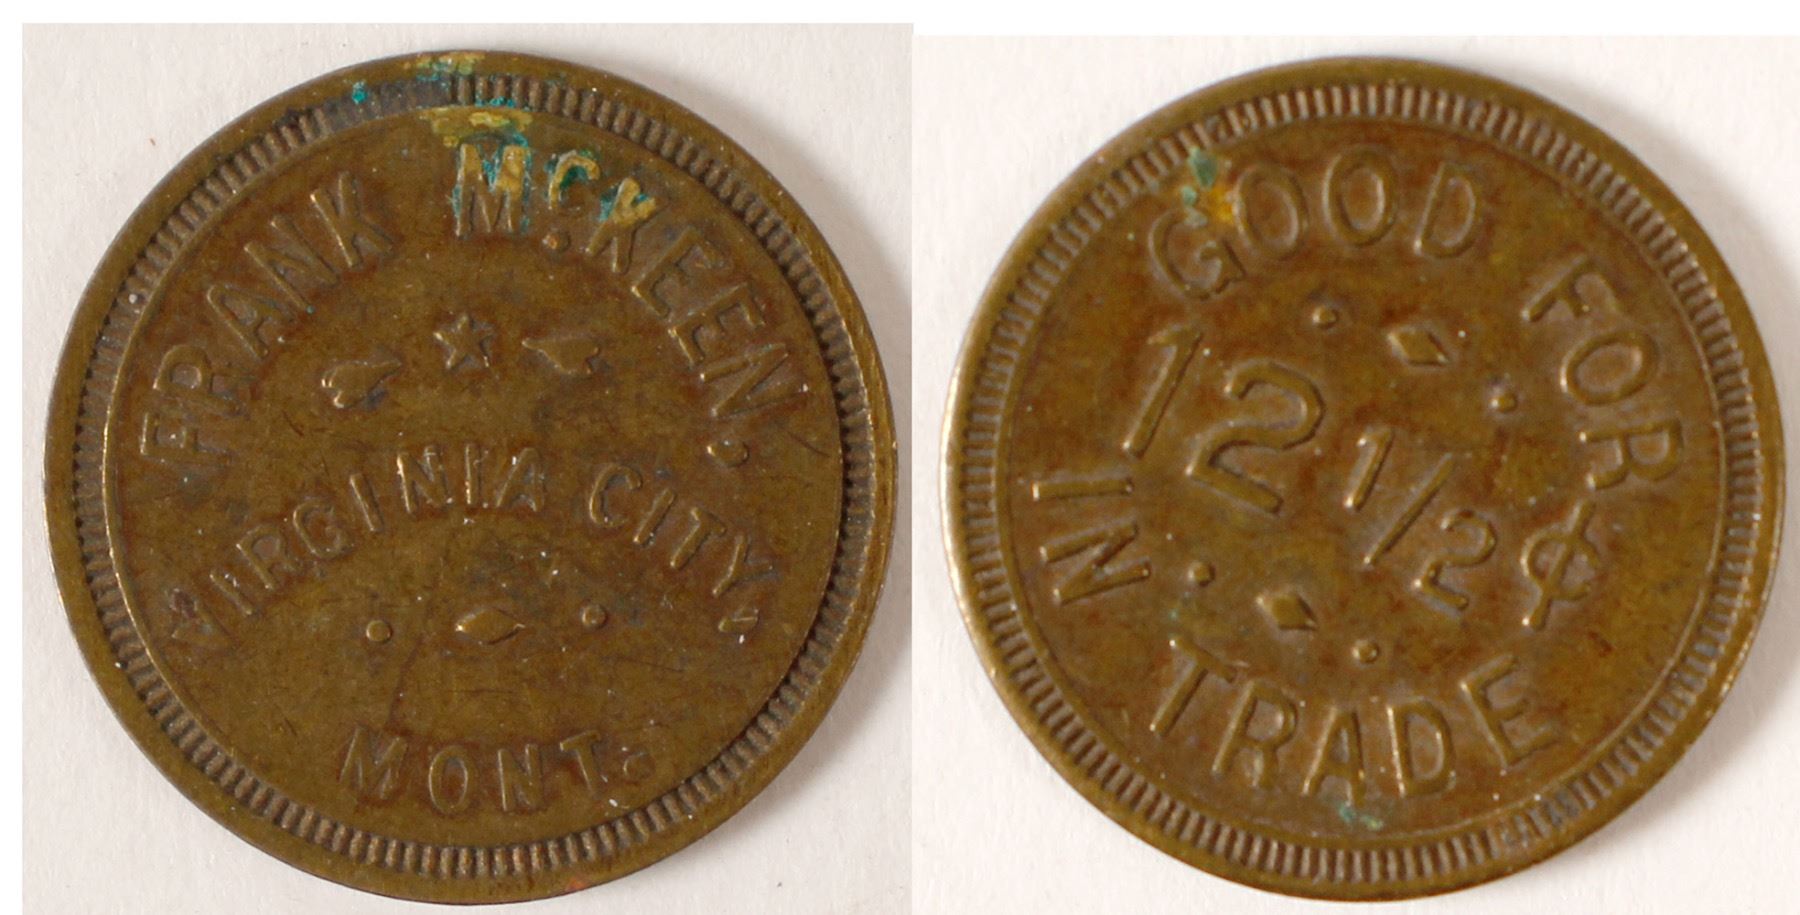 FRANK McKEEN,
VIRGINIA CITY,
MONT.
GOOD FOR
12 1/2¢
IN TRADE